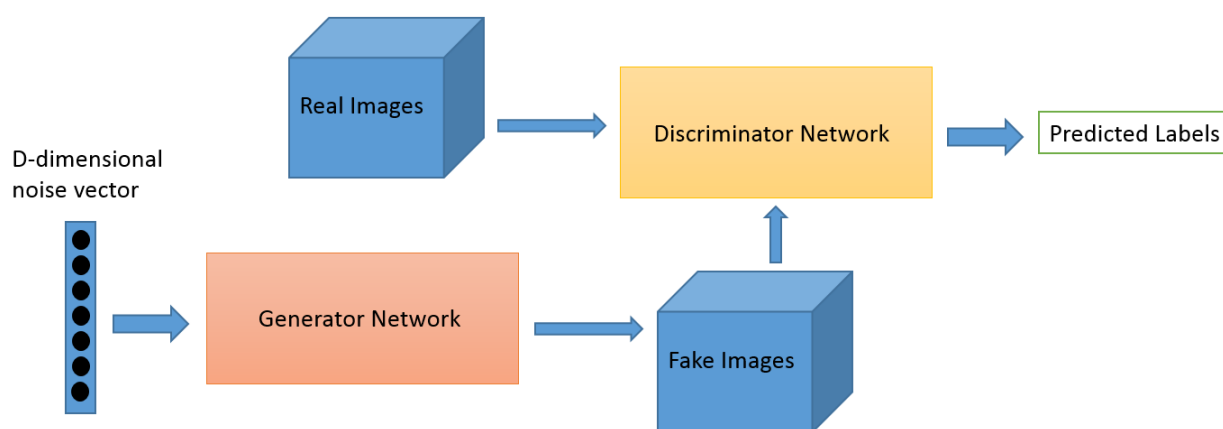 Real Images
Discriminator Network
Predicted Labels
D-dimensional
noise vector
Generator Network
Fake Images